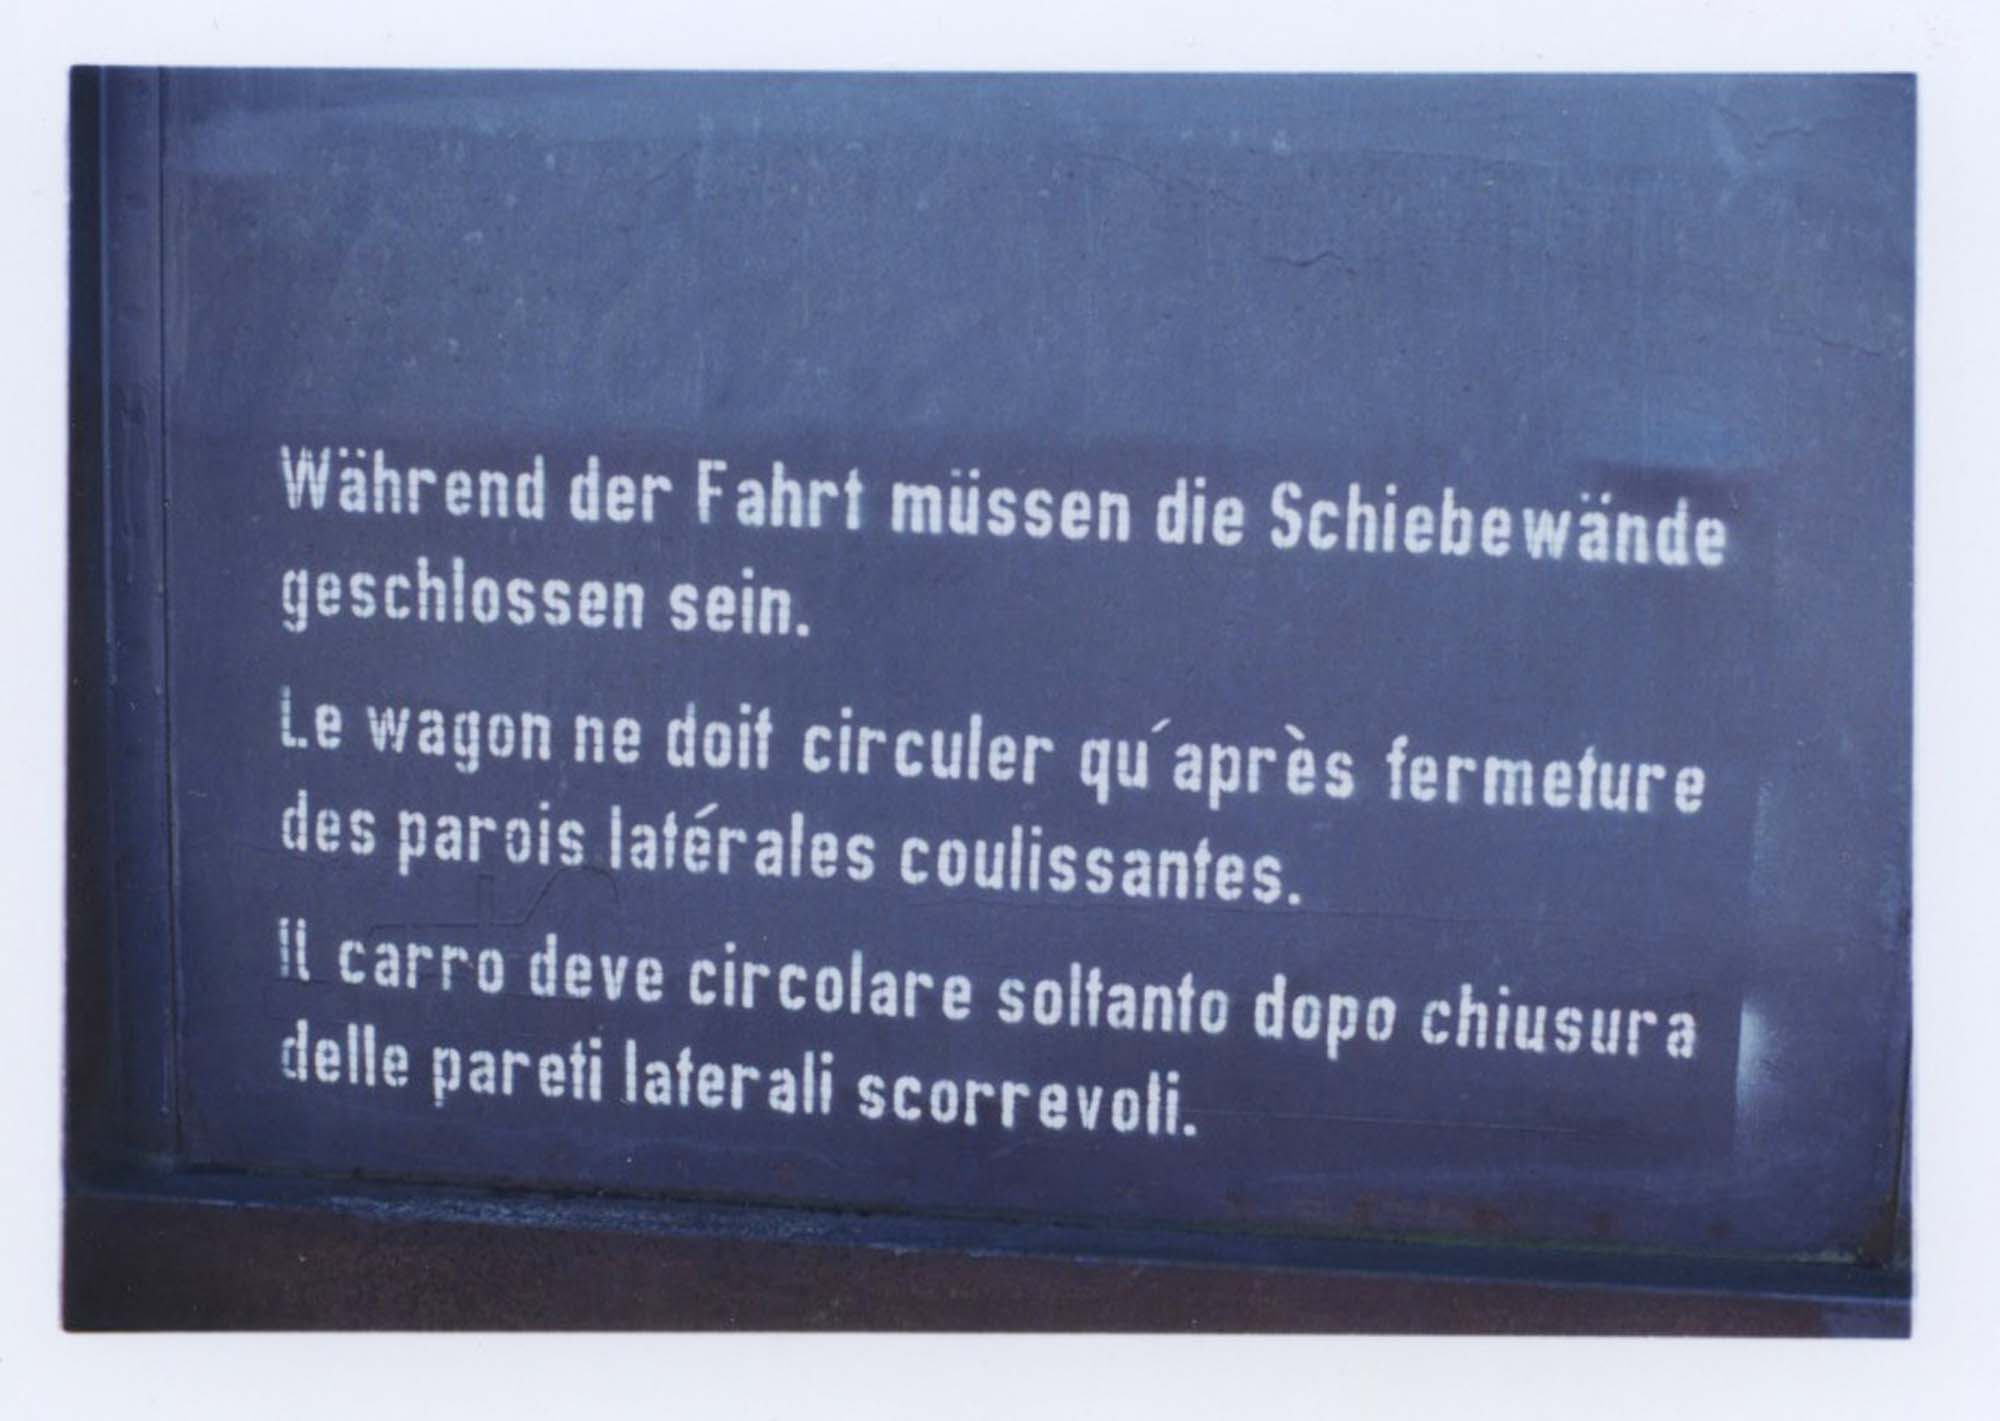 Während der Fahrt müssen die Schiebewände
geschlossen sein.
Le wagon ne doit circuler qu´après fermeture
des parois latérales coulissantes.
Il carro deve circolare soltanto dopo chiusura
delle pareti laterali scorrevoli.